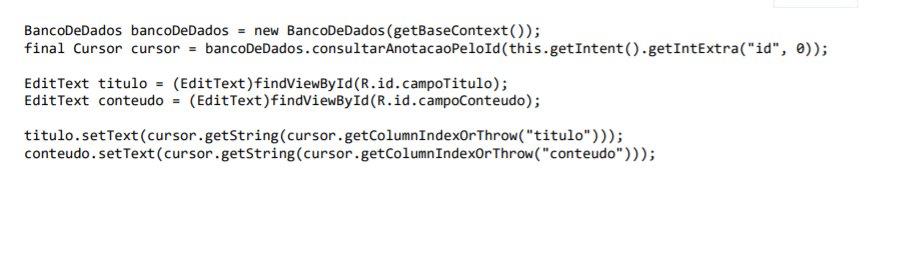 BancoDeDados bancoDeDados = new BancoDeDados(getBaseContext());
final Cursor cursor = bancoDeDados.consultarAnotacaoPeloId(this.getIntent().getIntExtra("id", 0));
EditText titulo = (EditText)findViewById(R.id.campoTitulo);
EditText conteudo = (EditText)findViewById(R.id.campoConteudo);
titulo.setText(cursor.getString(cursor.getColumnIndexOrThrow("titulo")));
conteudo.setText(cursor.getString(cursor.getColumnIndexOrThrow("conteudo")));